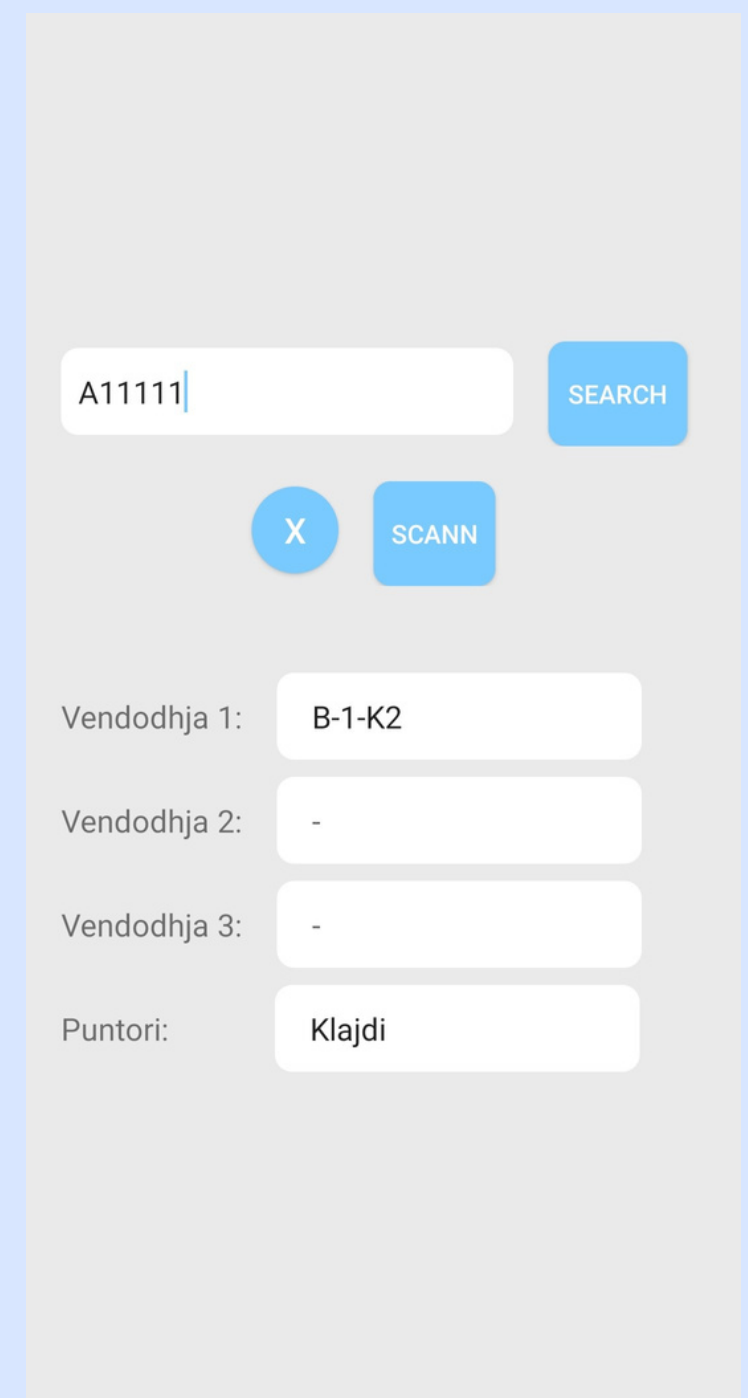 A11111
SEARCH
X
SCANN
Vendodhja 1: B-1-K2
Vendodhja 2: -
Vendodhja 3: -
Puntori: Klajdi